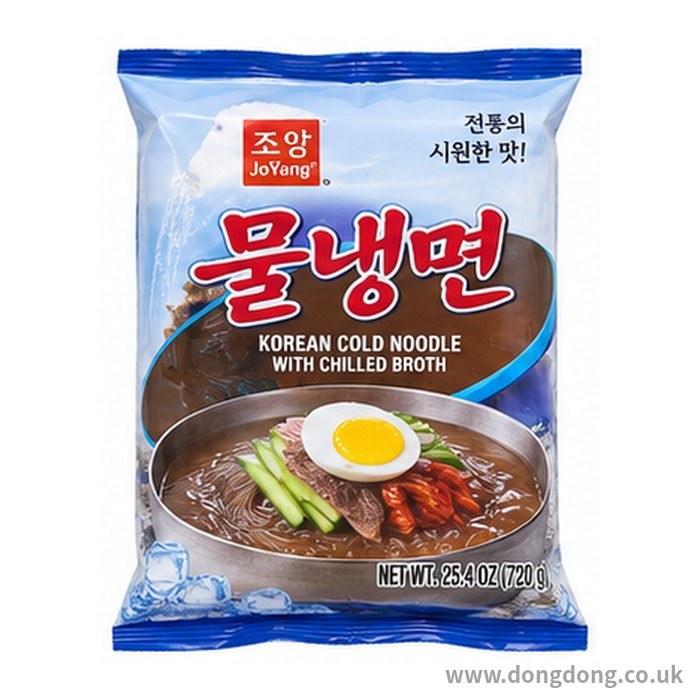 조앙
JoYang
전통의
시원한 맛!
물냉면
KOREAN COLD NOODLE
WITH CHILLED BROTH
NET WT. 25.4 OZ (720 g)
www.dongdong.co.uk